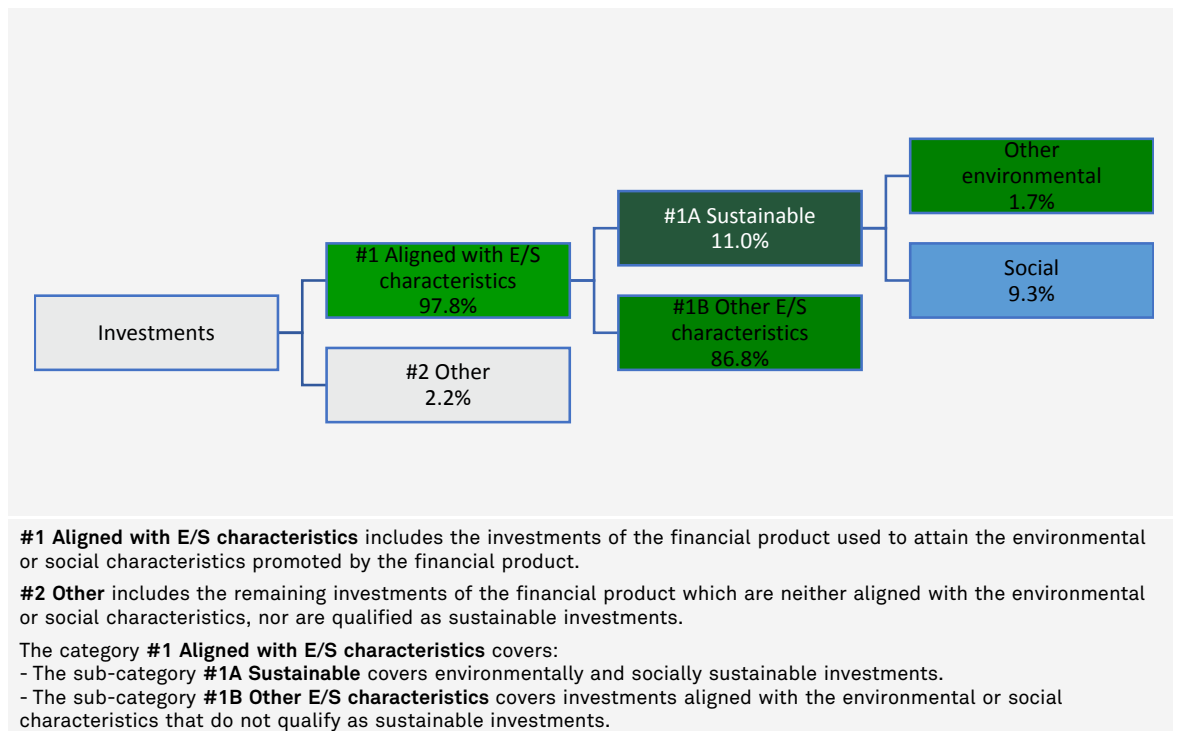 Investments
#1 Aligned with E/S
characteristics
97.8%
#2 Other
2.2%
#1A Sustainable
11.0%
#1B Other E/S
characteristics
86.8%
Other
environmental
1.7%
Social
9.3%
#1 Aligned with E/S characteristics includes the investments of the financial product used to attain the environmental
or social characteristics promoted by the financial product.
#2 Other includes the remaining investments of the financial product which are neither aligned with the environmental
or social characteristics, nor are qualified as sustainable investments.
The category #1 Aligned with E/S characteristics covers:
- The sub-category #1A Sustainable covers environmentally and socially sustainable investments.
- The sub-category #1B Other E/S characteristics covers investments aligned with the environmental or social
characteristics that do not qualify as sustainable investments.